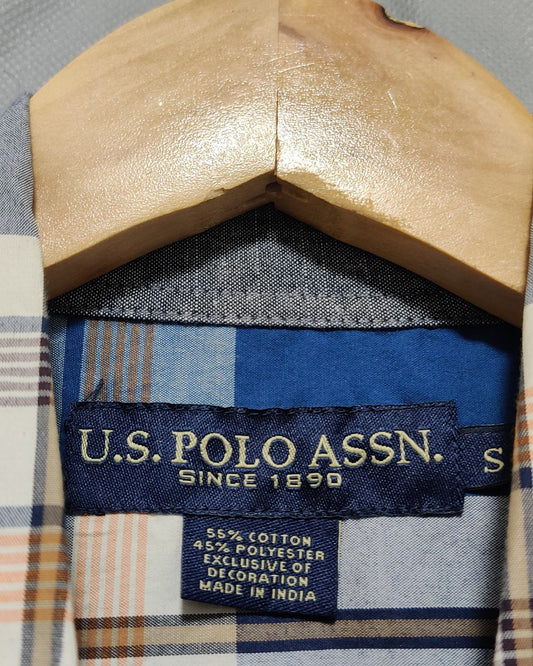 U.S. POLO ASSN.
SINCE 1890
S
55% COTTON
45% POLYESTER
EXCLUSIVE OF
DECORATION
MADE IN INDIA